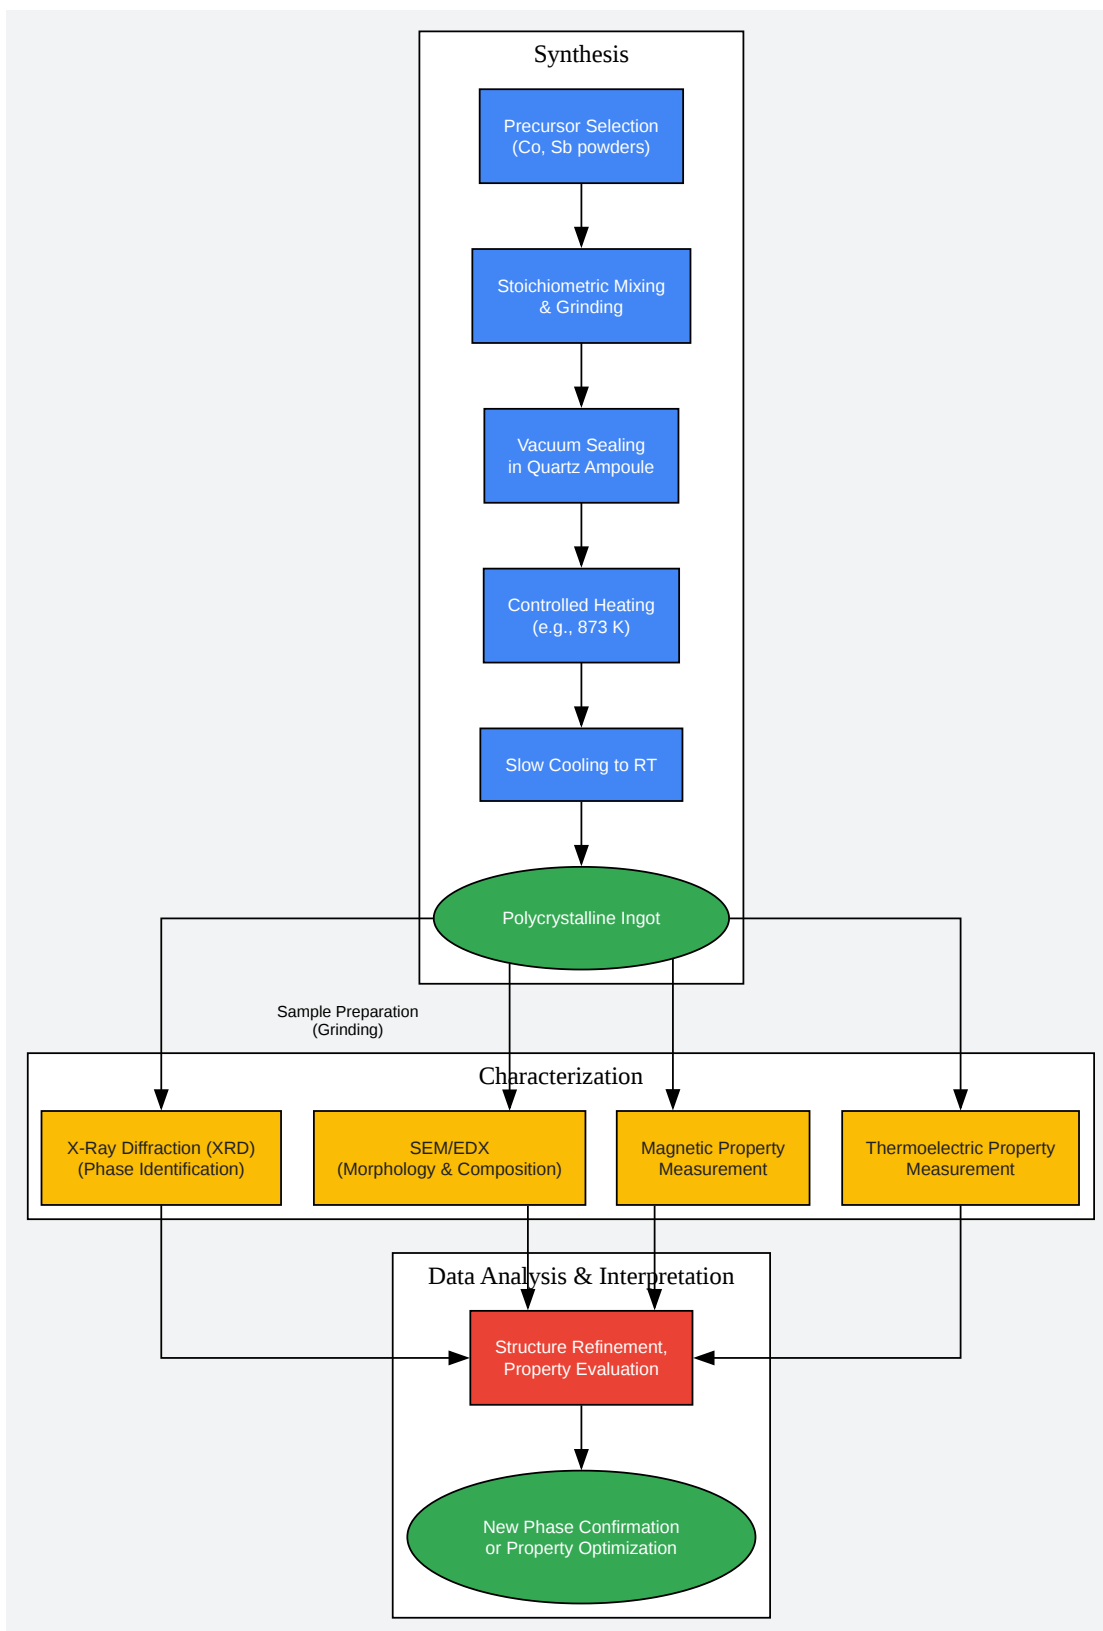 Synthesis
Precursor Selection
(Co, Sb powders)
Stoichiometric Mixing
& Grinding
Vacuum Sealing
in Quartz Ampoule
Controlled Heating
(e.g., 873 K)
Slow Cooling to RT
Polycrystalline Ingot
Sample Preparation
(Grinding)
Characterization
X-Ray Diffraction (XRD)
(Phase Identification)
SEM/EDX
(Morphology & Composition)
Magnetic Property
Measurement
Thermoelectric Property
Measurement
Data Analysis & Interpretation
Structure Refinement,
Property Evaluation
New Phase Confirmation
or Property Optimization